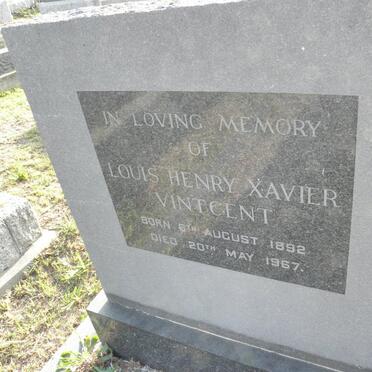 IN LOVING MEMORY
OF
LOUIS HENRY XAVIER
VINTCENT
BORN 6TH AUGUST 1892
DIED 20TH MAY 1967.